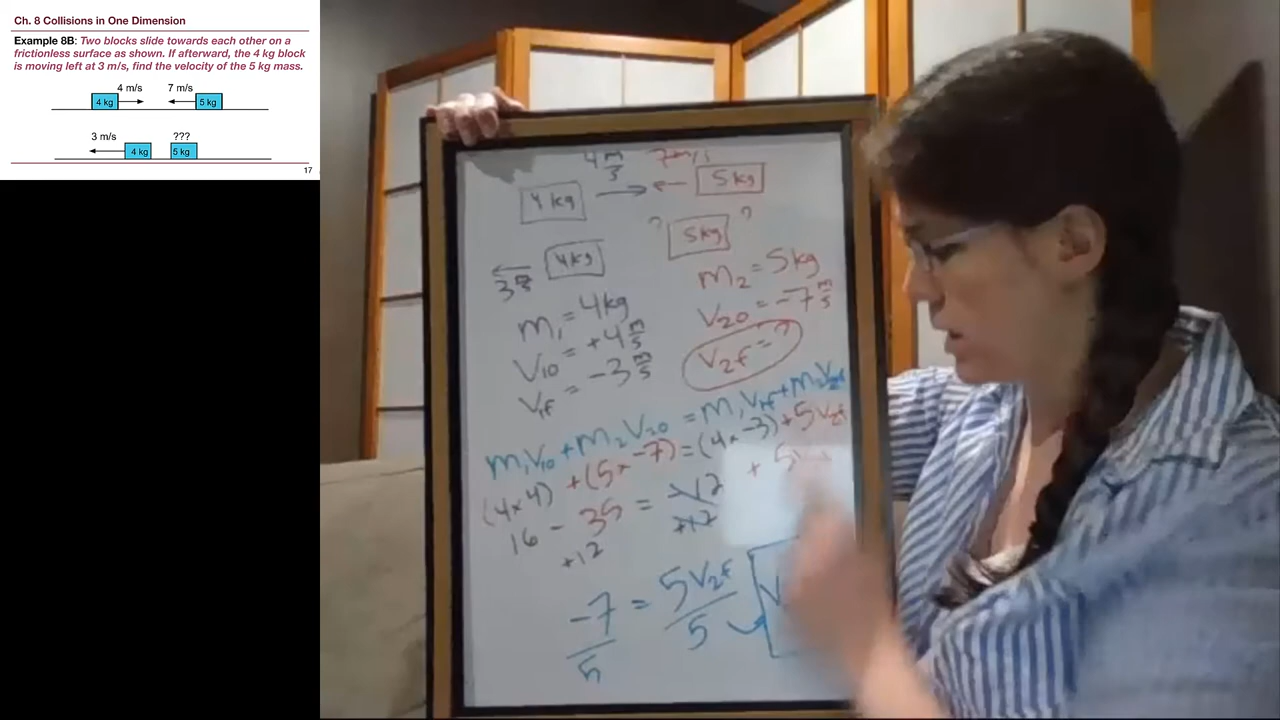 Ch. 8 Collisions in One Dimension
Example 8B: Two blocks slide towards each other on a
frictionless surface as shown. If afterward, the 4 kg block
is moving left at 3 m/s, find the velocity of the 5 kg mass.
4 m/s 7 m/s
4 kg 5 kg
3 m/s ???
4 kg 5 kg
17
4 m/s 7m/s
4 kg 5 kg
? 5kg ?
4kg
3 m/s
m₁ = 4kg
V₁₀ = +4 m/s
V₁f = -3 m/s
m₂ = 5kg
V₂₀ = -7 m/s
V₂f = ?
m₁V₁₀ + m₂V₂₀ = m₁V₁f + m₂V₂f
(4×4) + (5×-7) = (4×-3) + 5V₂f
16 - 35 = -12 + 5V
+12 +12
-7/5 = 5V₂f/5
V